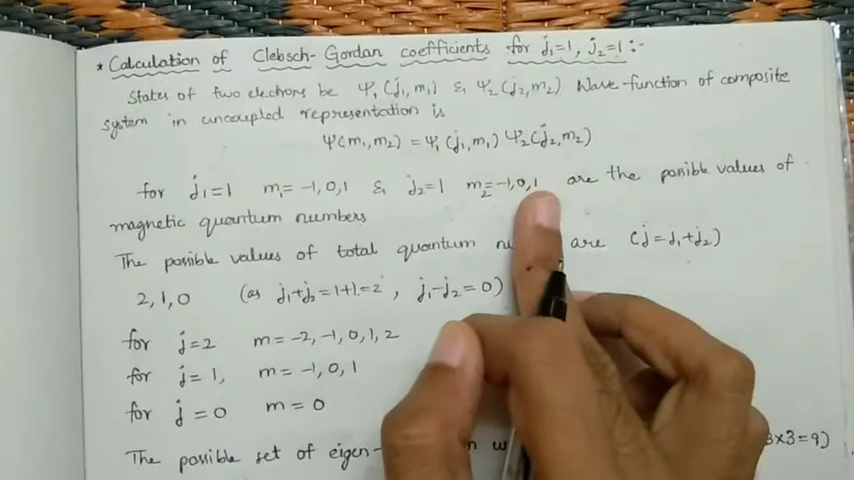 * Calculation of Clebsch-Gordan coefficients for j₁=1, j₂=1 :-
States of two electrons be Ψ₁(j₁,m₁) & Ψ₂(j₂,m₂) Wave-function of composite
system in uncoupled representation is
Ψ(m₁,m₂) = Ψ₁(j₁,m₁) Ψ₂(j₂,m₂)
for j₁=1 m₁= -1,0,1 & j₂=1 m₂=-1,0,1 are the possible values of
magnetic quantum numbers
The possible values of total quantum are (j=j₁+j₂)
2,1,0 (as j₁+j₂=1+1=2, j₁-j₂=0)
for j=2 m= -2,-1,0,1,2
for j=1, m= -1,0,1
for j=0 m=0
The possible set of eigen- 3x3=9)